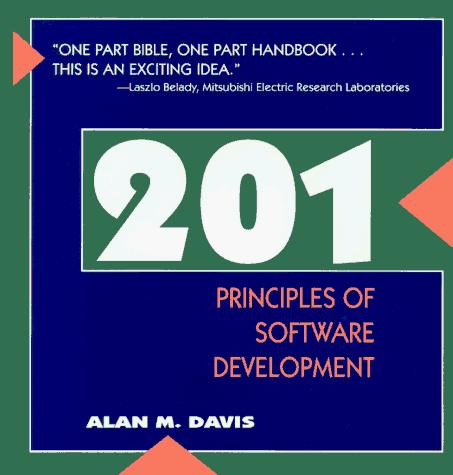 “ONE PART BIBLE, ONE PART HANDBOOK . . .
THIS IS AN EXCITING IDEA.”
—Laszlo Belady, Mitsubishi Electric Research Laboratories
201
PRINCIPLES OF
SOFTWARE
DEVELOPMENT
ALAN M. DAVIS